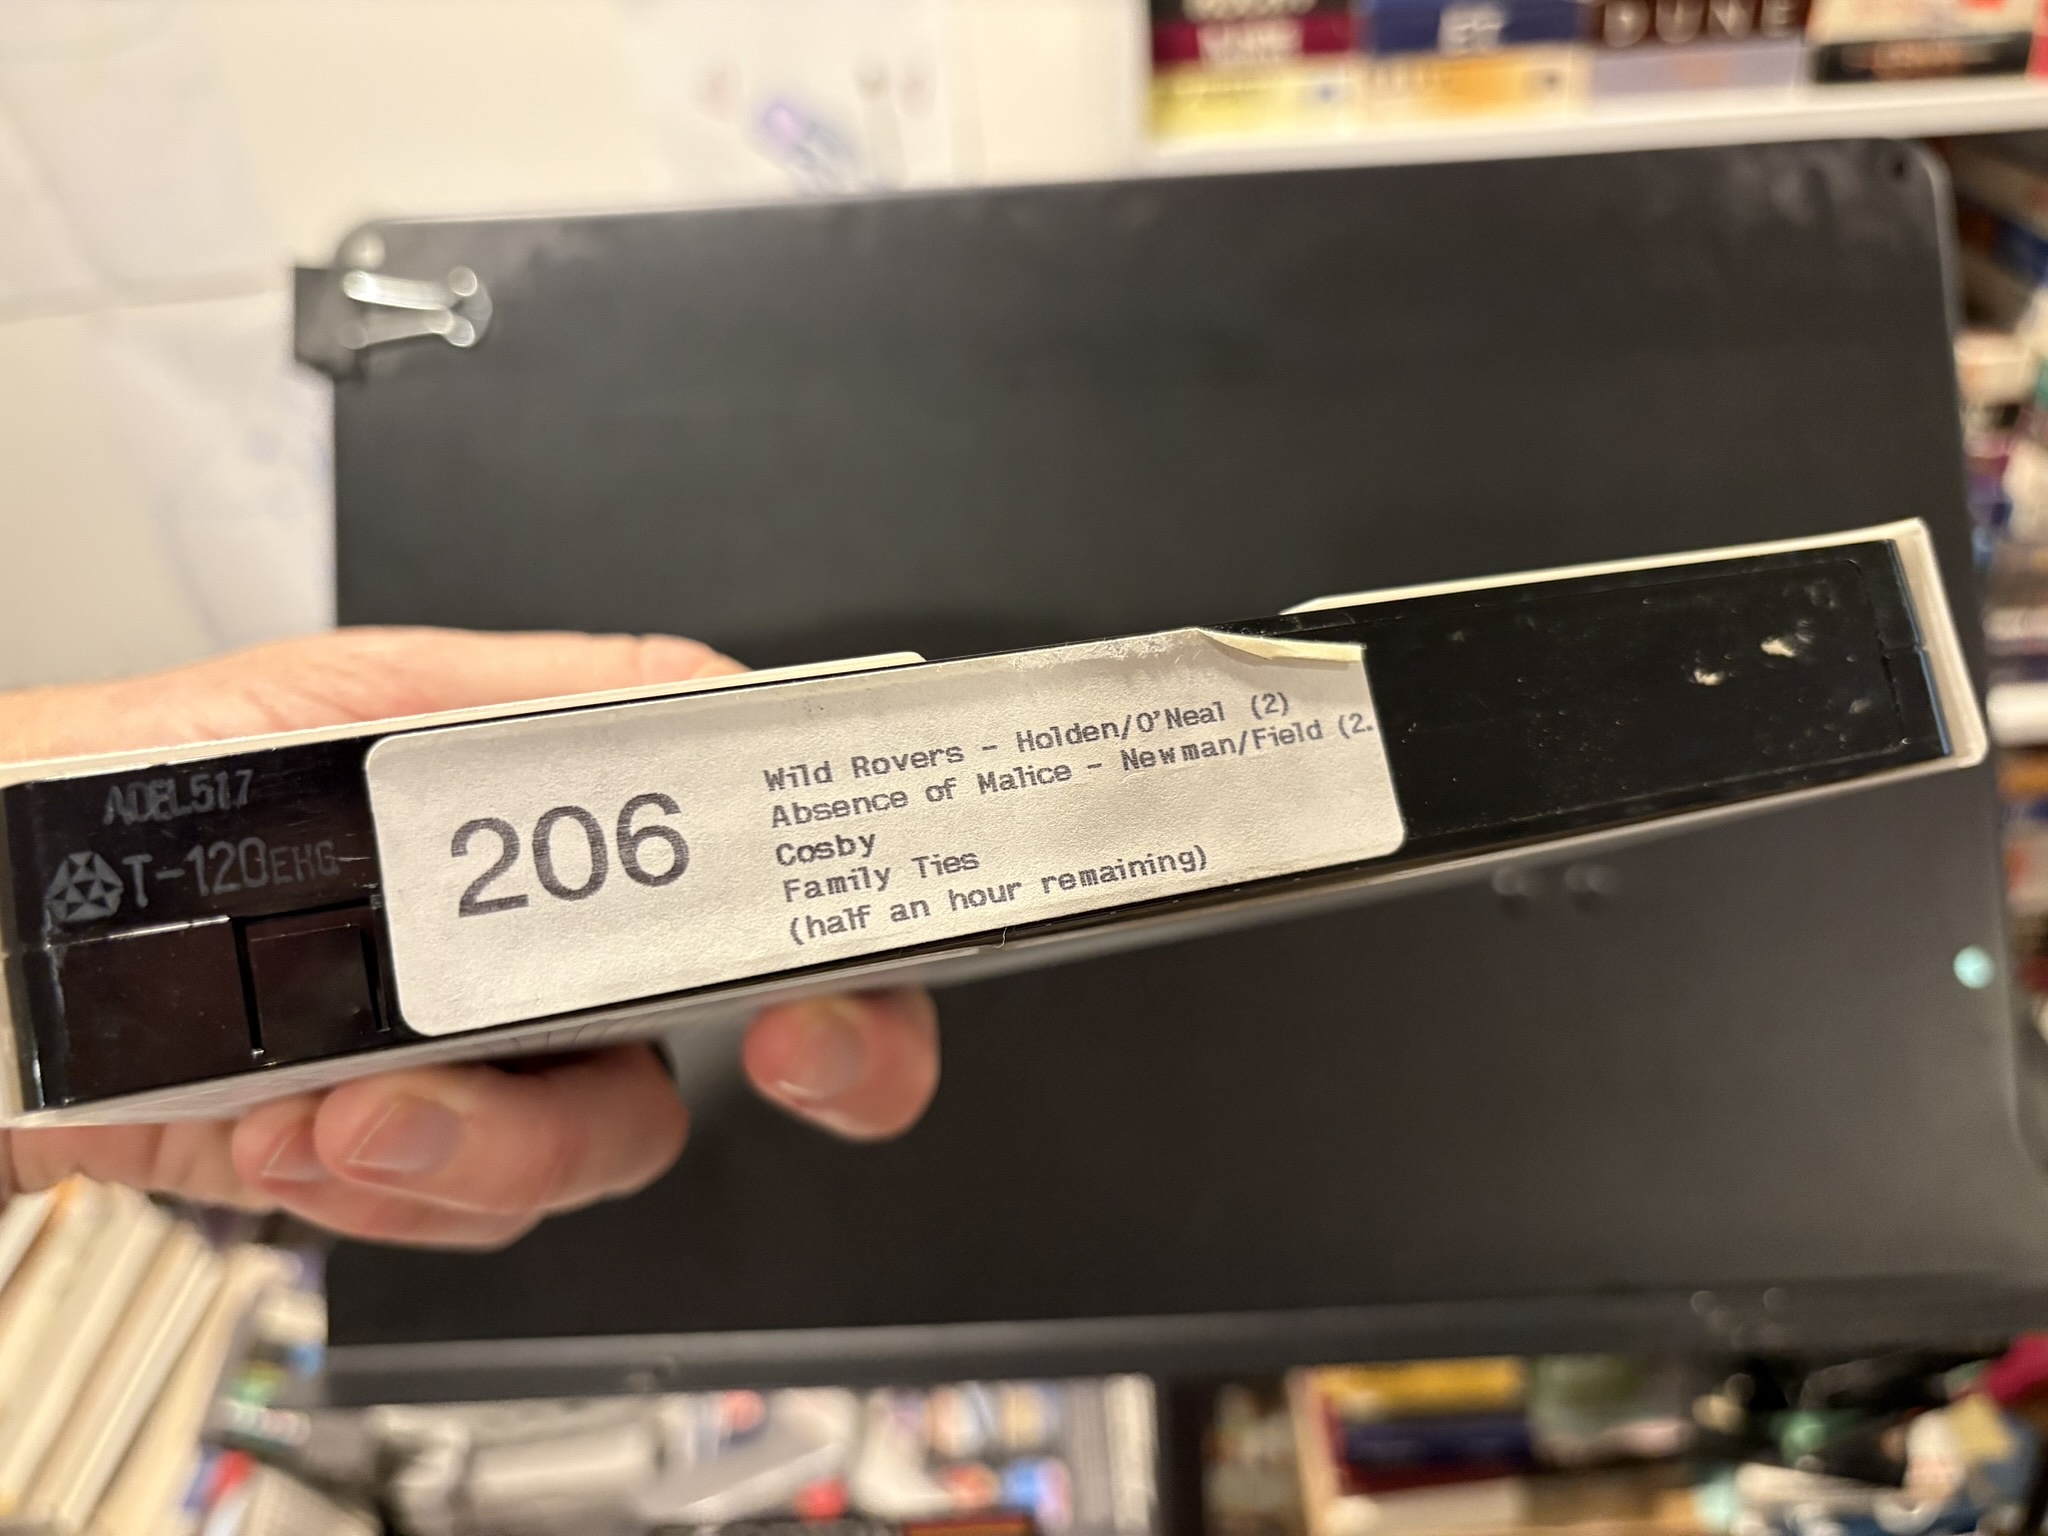 DUNE
ADEL517
T-120EHG
206
Wild Rovers - Holden/O'Neal (2)
Absence of Malice - Newman/Field (2.
Cosby
Family Ties
(half an hour remaining)